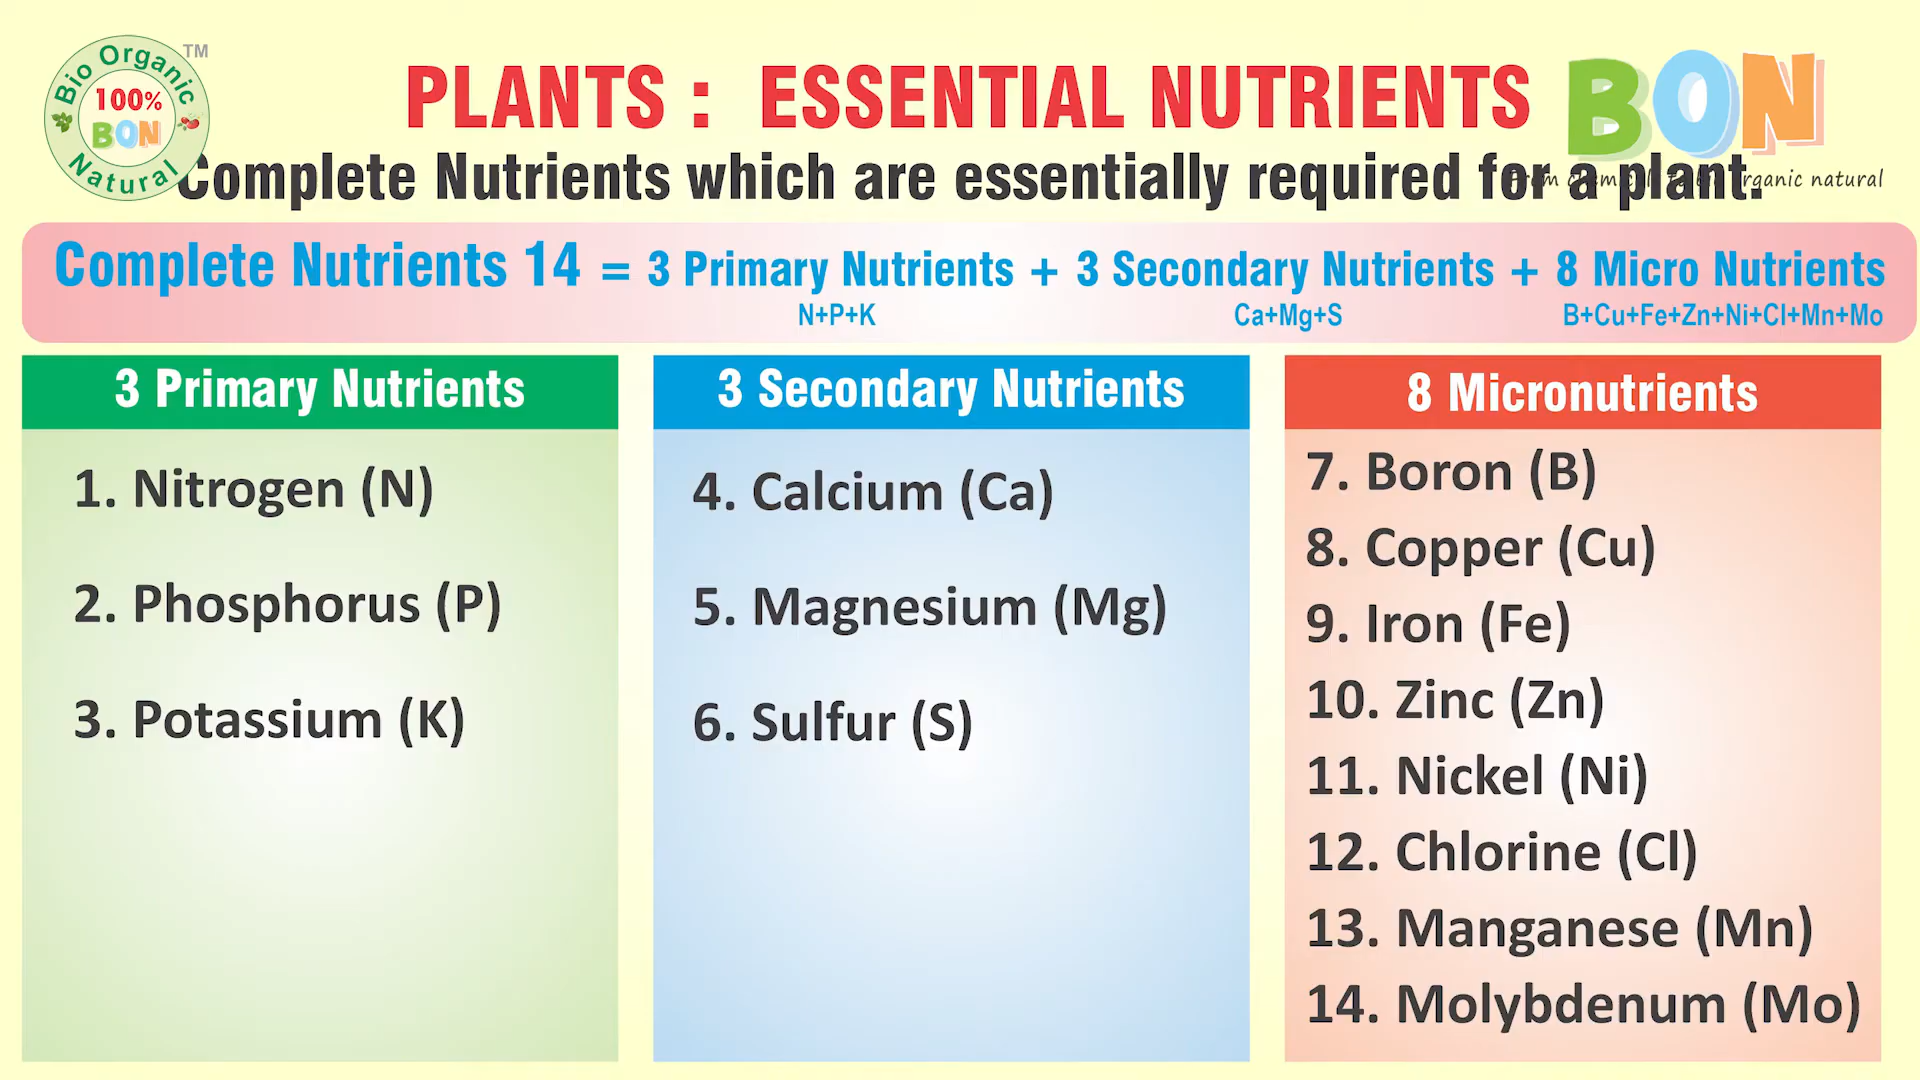 Bio Organic
TM
100%
BON
Natural
PLANTS : ESSENTIAL NUTRIENTS
BON
Complete Nutrients which are essentially required for a plant.
organic natural
Complete Nutrients 14 = 3 Primary Nutrients + 3 Secondary Nutrients + 8 Micro Nutrients
N+P+K
Ca+Mg+S
B+Cu+Fe+Zn+Ni+Cl+Mn+Mo
3 Primary Nutrients
1. Nitrogen (N)
2. Phosphorus (P)
3. Potassium (K)
3 Secondary Nutrients
4. Calcium (Ca)
5. Magnesium (Mg)
6. Sulfur (S)
8 Micronutrients
7. Boron (B)
8. Copper (Cu)
9. Iron (Fe)
10. Zinc (Zn)
11. Nickel (Ni)
12. Chlorine (Cl)
13. Manganese (Mn)
14. Molybdenum (Mo)